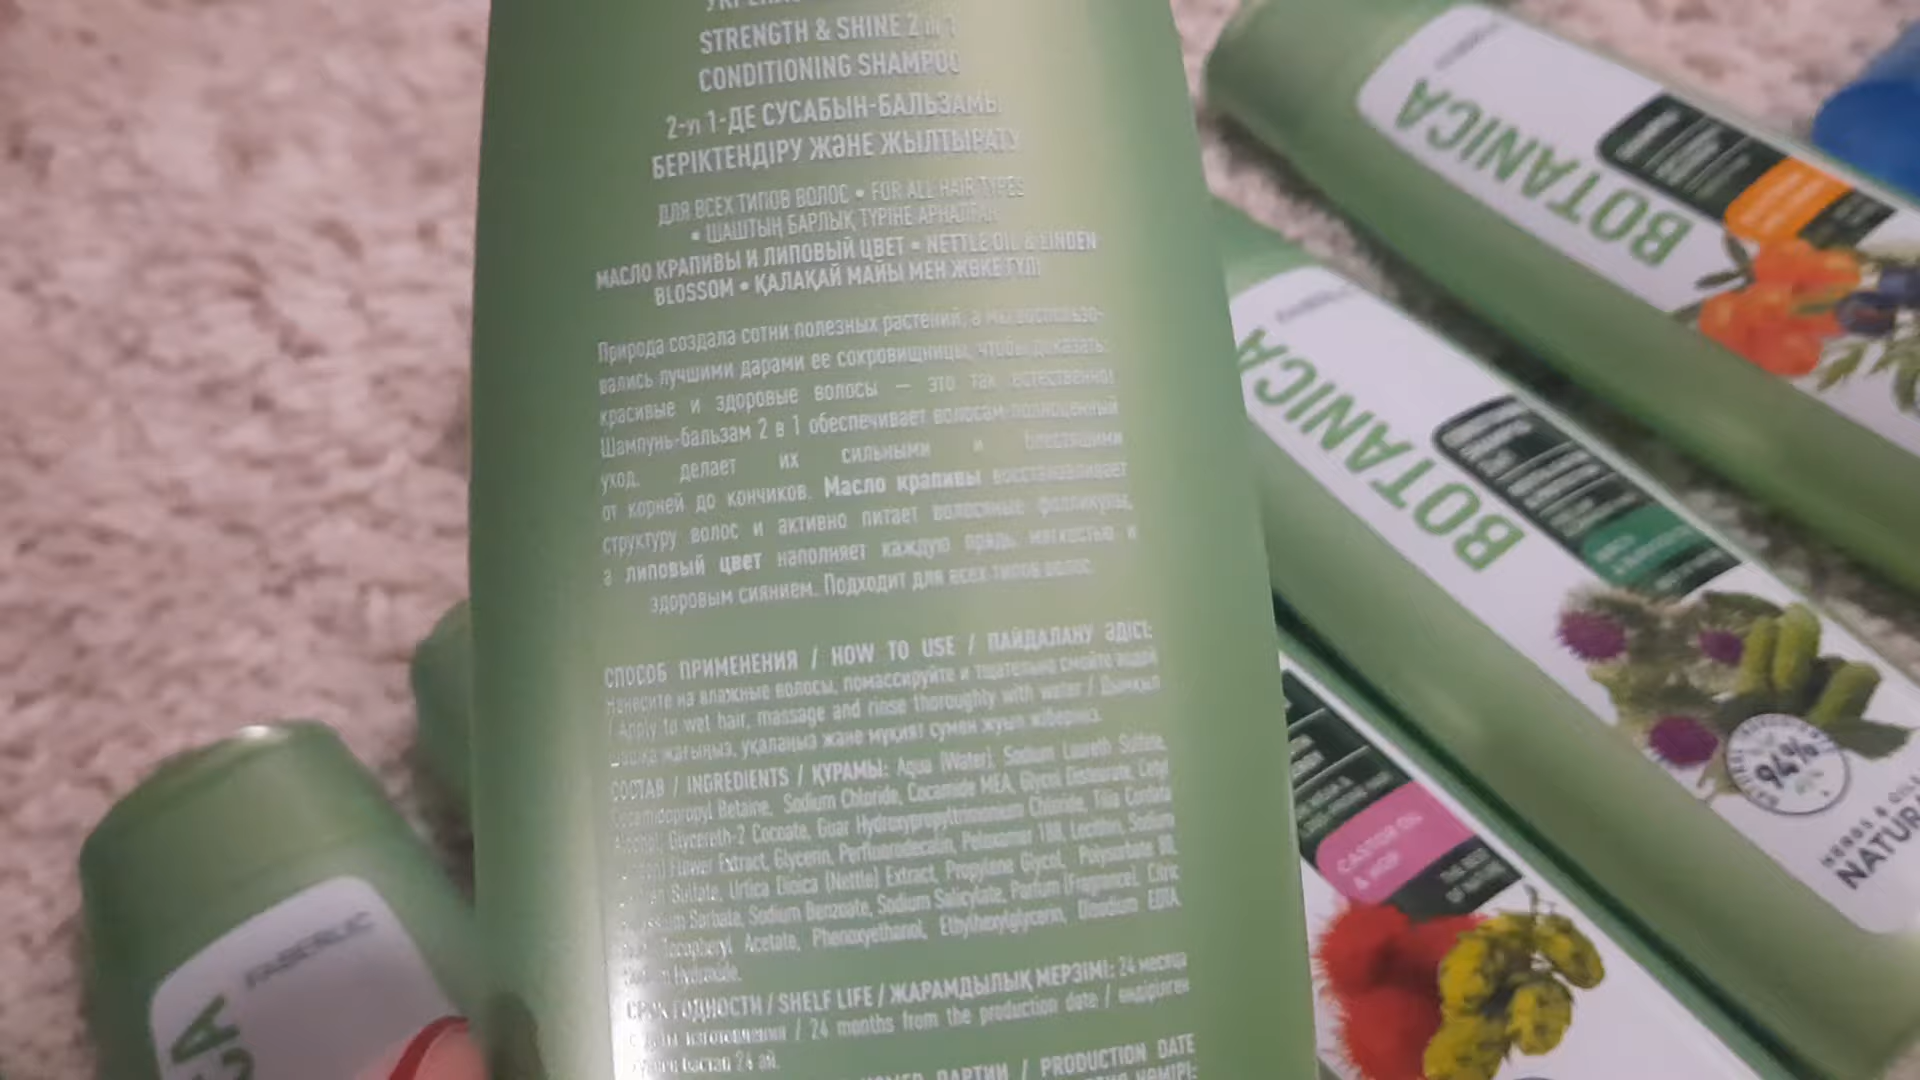 STRENGTH & SHINE 2 in 1
CONDITIONING SHAMPOO
2-уі 1-ДЕ СУСАБЫН-БАЛЬЗАМЫ
БЕРІКТЕНДІРУ ЖӘНЕ ЖЫЛТЫРАТУ
ДЛЯ ВСЕХ ТИПОВ ВОЛОС • FOR ALL HAIR TYPES
• ШАШТЫҢ БАРЛЫҚ ТҮРІНЕ АРНАЛҒАН
МАСЛО КРАПИВЫ И ЛИПОВЫЙ ЦВЕТ • NETTLE OIL & LINDEN
BLOSSOM • ҚАЛАҚАЙ МАЙЫ МЕН ЖӨКЕ ГҮЛІ
Природа создала сотни полезных растений, а мы воспользо-
вались лучшими дарами ее сокровищницы, чтобы доказать:
красивые и здоровые волосы — это так естественно!
Шампунь-бальзам 2 в 1 обеспечивает волосам полноценный
уход, делает их сильными и блестящими
от корней до кончиков. Масло крапивы восстанавливает
структуру волос и активно питает волосяные фолликулы,
а липовый цвет наполняет каждую прядь мягкостью и
здоровым сиянием. Подходит для всех типов волос.
СПОСОБ ПРИМЕНЕНИЯ / HOW TO USE / ПАЙДАЛАНУ ӘДІСІ:
Нанесите на влажные волосы, помассируйте и тщательно смойте водой
/ Apply to wet hair, massage and rinse thoroughly with water / Дымқыл
шашқа жағыңыз, уқалаңыз және мұқият сумен жуып жіберіңіз.
СОСТАВ / INGREDIENTS / ҚҰРАМЫ: Aqua (Water), Sodium Laureth Sulfate,
Cocamidopropyl Betaine, Sodium Chloride, Cocamide MEA, Glycol Distearate, Cetyl
Alcohol, Glycereth-2 Cocoate, Guar Hydroxypropyltrimonium Chloride, Tilia Cordata
Flower Extract, Glycerin, Perfluorodecalin, Poloxamer 188, Lecithin, Sodium
Sulfate, Urtica Dioica (Nettle) Extract, Propylene Glycol, Polysorbate 80,
Sorbate, Sodium Benzoate, Sodium Salicylate, Parfum (Fragrance), Citric
Tocopheryl Acetate, Phenoxyethanol, Ethylhexylglycerin, Disodium EDTA,
СРОК ГОДНОСТИ / SHELF LIFE / ЖАРАМДЫЛЫҚ МЕРЗІМІ: 24 месяца
с даты изготовления / 24 months from the production date / өндірілген
24 ай.
НОМЕР ПАРТИИ / PRODUCTION DATE
BOTANICA
BOTANICA
94%
HERBS & OILS
CASTOR OIL
& HOP
THE BEST
OF NATURE
FABERLIC